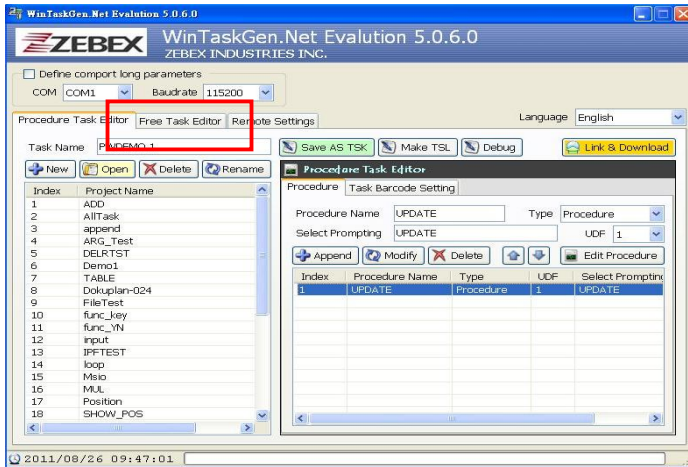 WinTaskGen.Net Evalution 5.0.6.0
ZEBEX WinTaskGen.Net Evalution 5.0.6.0
ZEBEX INDUSTRIES INC.
Define comport long parameters
COM COM1 Baudrate 115200
Procedure Task Editor Free Task Editor Remote Settings Language English
Task Name Save AS TSK Make TSL Debug Link & Download
New Open Delete Rename Procedure Task Editor
Index Project Name Procedure Task Barcode Setting
1 ADD
2 AllTask Procedure Name UPDATE Type Procedure
3 append
4 ARG_Test Select Prompting UPDATE UDF 1
5 DELRTST
6 Demo1 Append Modify Delete Edit Procedure
7 TABLE Index Procedure Name Type UDF Select Prompting
8 Dokuplan-024 1 UPDATE Procedure 1 UPDATE
9 FileTest
10 func_key
11 func_YN
12 input
13 IPFTEST
14 loop
15 Msio
16 MUL
17 Position
18 SHOW_POS
2011/08/26 09:47:01